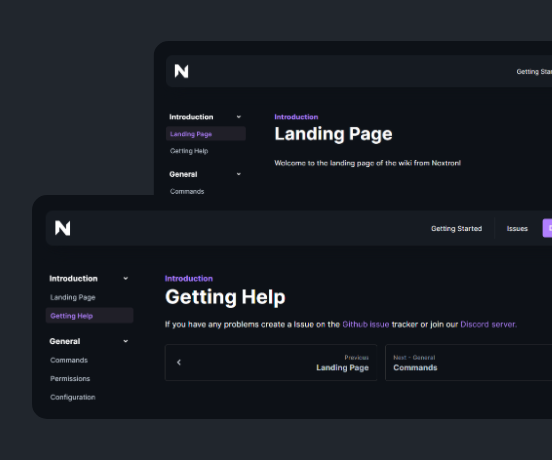 Getting Star
Introduction
Landing Page
Getting Help
General
Commands
Introduction
Landing Page
Welcome to the landing page of the wiki from Noxtron!
Getting Started
Issues
Introduction
Landing Page
Getting Help
General
Commands
Permissions
Configuration
Introduction
Getting Help
If you have any problems create a Issue on the Github Issue tracker or join our Discord server.
Previous
Landing Page
Next - General
Commands